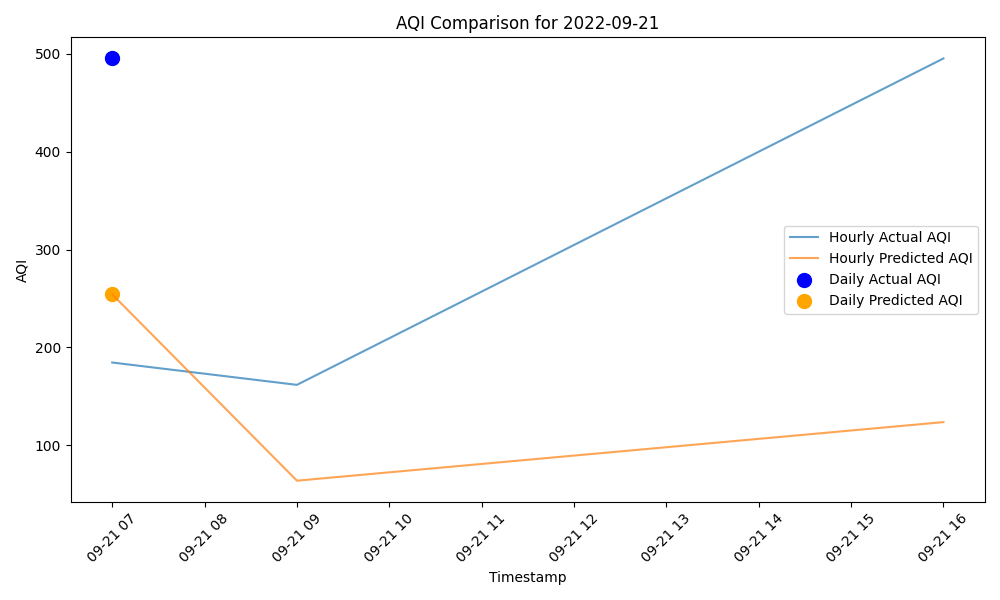 AQI Comparison for 2022-09-21
500
400
300
200
100
AQI
Hourly Actual AQI
Hourly Predicted AQI
Daily Actual AQI
Daily Predicted AQI
09-21 07
09-21 08
09-21 09
09-21 10
09-21 11
09-21 12
09-21 13
09-21 14
09-21 15
09-21 16
Timestamp